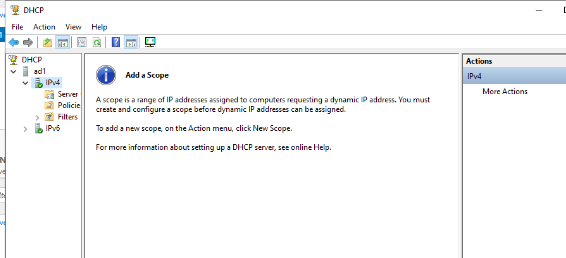 DHCP
File Action View Help
DHCP
ad1
IPv4
Server
Policie
Filters
IPv6
Add a Scope
A scope is a range of IP addresses assigned to computers requesting a dynamic IP address. You must
create and configure a scope before dynamic IP addresses can be assigned.
To add a new scope, on the Action menu, click New Scope.
For more information about setting up a DHCP server, see online Help.
Actions
IPv4
More Actions